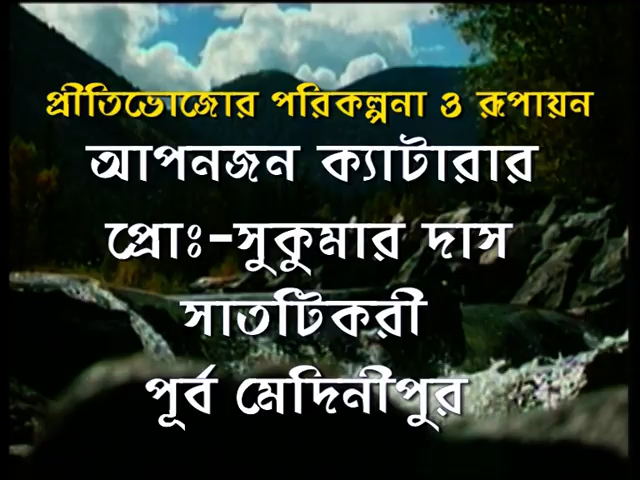 প্রীতিভোজোর পরিকল্পনা ও রূপায়ন
আপনজন ক্যাটারার
প্রোঃ-সুকুমার দাস
সাতটিকরী
পূর্ব মেদিনীপুর